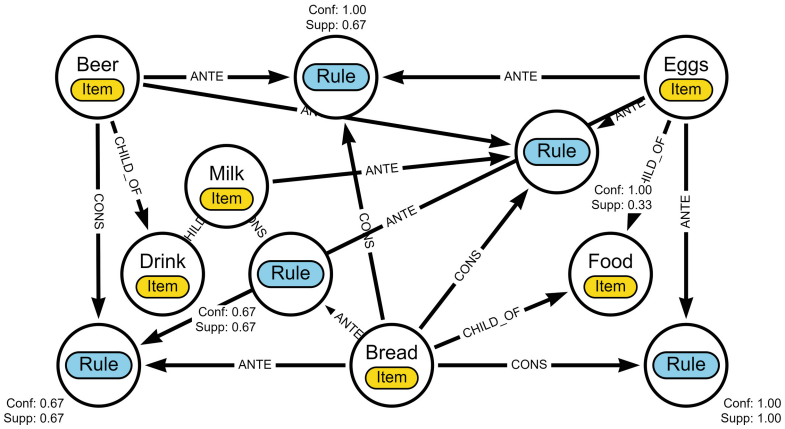 Conf: 1.00
Supp: 0.67
Beer
Item
ANTE
Rule
ANTE
Eggs
Item
ANTE
CHILD_OF
Rule
Milk
Item
ANTE
CONS
Conf: 1.00
Supp: 0.33
ANTE
ANTE
CONS
Drink
Item
Rule
CONS
Food
Item
Conf: 0.67
Supp: 0.67
ANTE
CHILD_OF
Rule
ANTE
Bread
Item
CONS
Rule
Conf: 0.67
Supp: 0.67
Conf: 1.00
Supp: 1.00